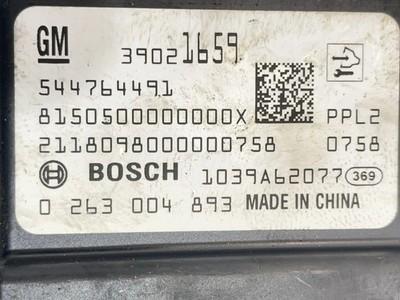 GM 39021659
544764491
8150500000000X PPL2
2118098000000758 0758
BOSCH 1039A62077 369
0 263 004 893 MADE IN CHINA